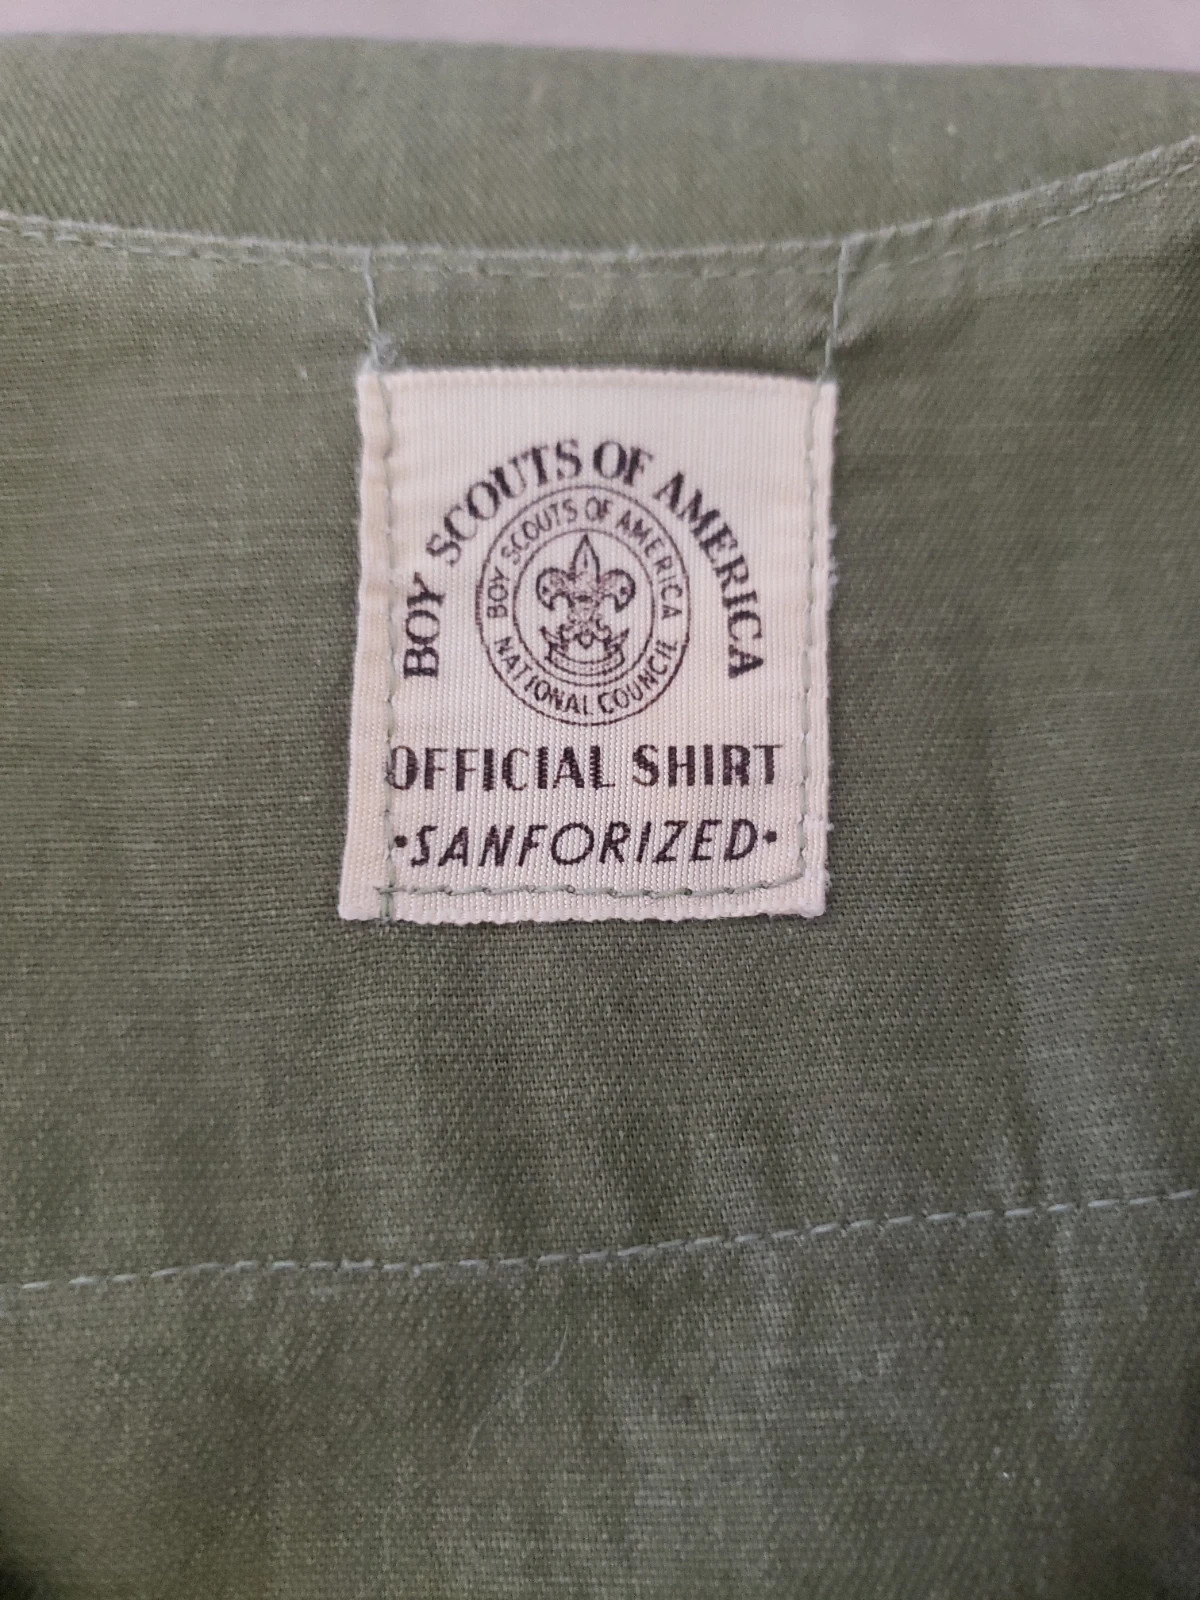 BOY SCOUTS OF AMERICA
BOY SCOUTS OF AMERICA
NATIONAL COUNCIL
OFFICIAL SHIRT
•SANFORIZED•